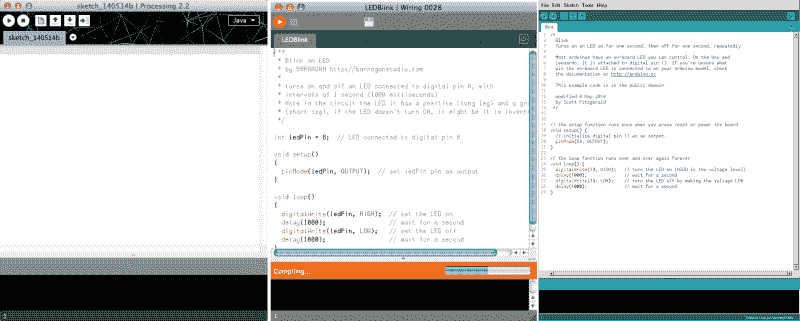 sketch_140514b | Processing 2.2
Java
sketch_140514b
LEDBlink | Wiring 0028
LEDBlink
/**
* Blink an LED
* by BARRAGAN http://barraganstudio.com
*
* turns on and off an LED connected to digital pin 8, with
* intervals of 1 second (1000 milliseconds)
* Note in the circuit the LED it has a positive (long leg) and a gro
* (short leg), if the LED doesn't turn ON, it might be it is inverte
*/
int ledPin = 8; // LED connected to digital pin 8
void setup()
{
pinMode(ledPin, OUTPUT); // set ledPin pin as output
}
void loop()
{
digitalWrite(ledPin, HIGH); // set the LED on
delay(1000); // wait for a second
digitalWrite(ledPin, LOW); // set the LED off
delay(1000); // wait for a second
}
Compiling...
1
File Edit Sketch Tools Help
Blink
/*
Blink
Turns on an LED on for one second, then off for one second, repeatedly.
Most Arduinos have an on-board LED you can control. On the Uno and
Leonardo, it is attached to digital pin 13. If you're unsure what
pin the on-board LED is connected to on your Arduino model, check
the documentation at http://arduino.cc
This example code is in the public domain.
modified 8 May 2014
by Scott Fitzgerald
*/
// the setup function runs once when you press reset or power the board
void setup() {
// initialize digital pin 13 as an output.
pinMode(13, OUTPUT);
}
// the loop function runs over and over again forever
void loop() {
digitalWrite(13, HIGH); // turn the LED on (HIGH is the voltage level)
delay(1000); // wait for a second
digitalWrite(13, LOW); // turn the LED off by making the voltage LOW
delay(1000); // wait for a second
}